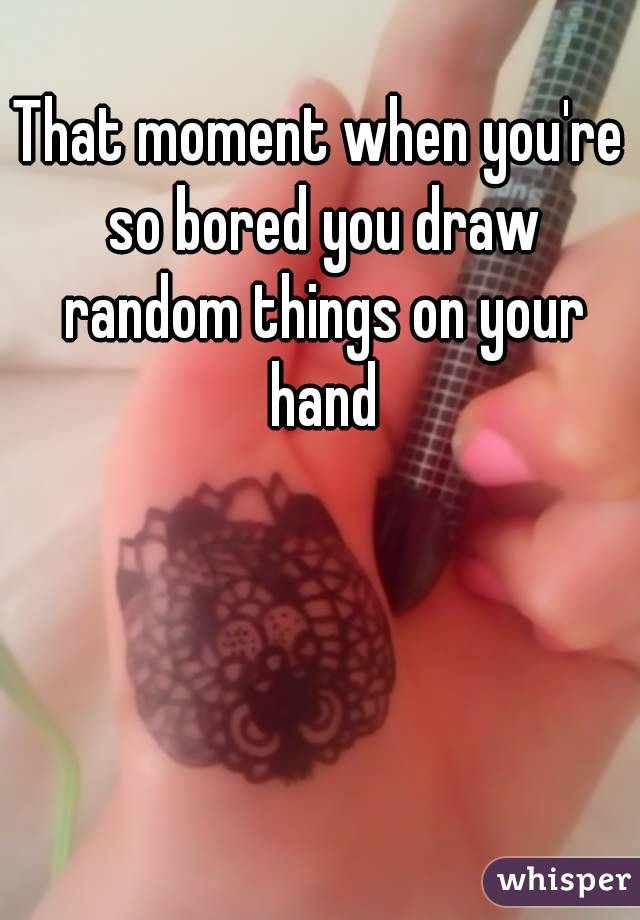 That moment when you're
so bored you draw
random things on your
hand
whisper